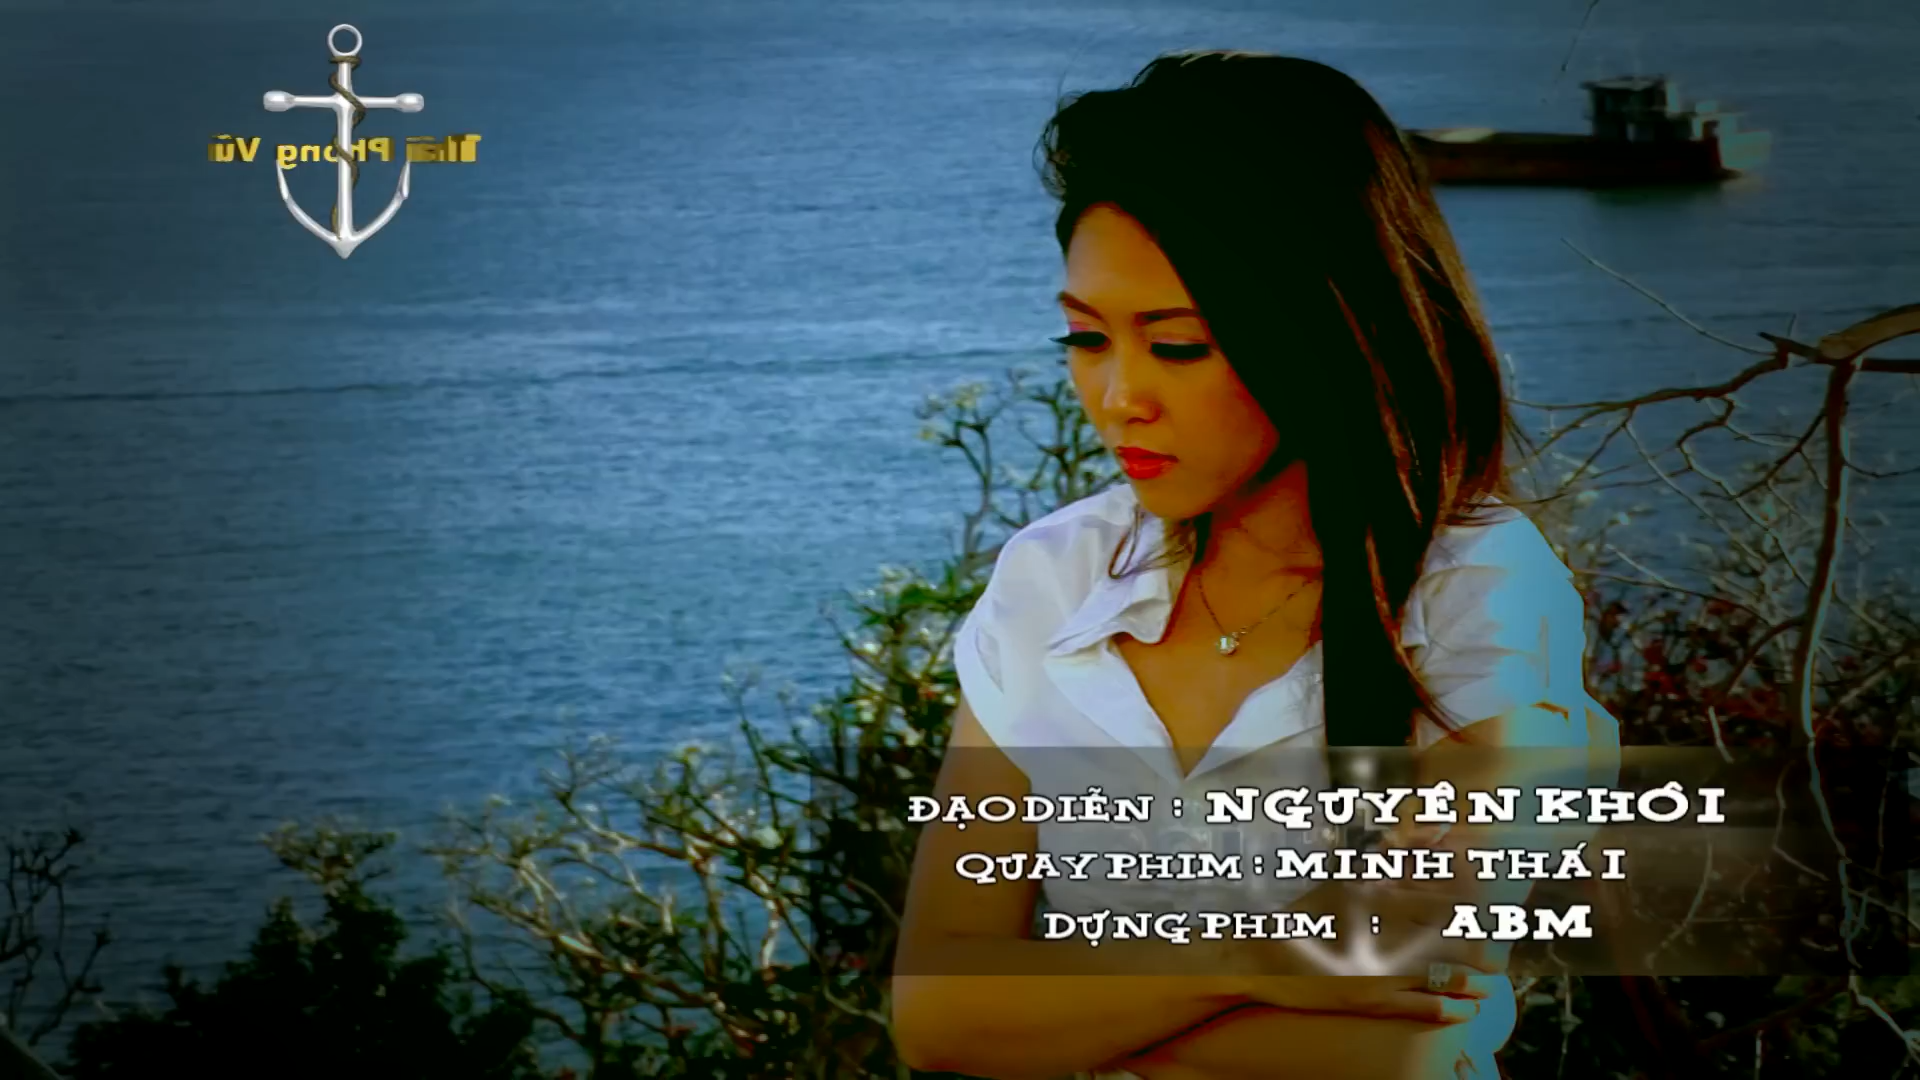 Thái Phong Vũ
ĐẠO DIỄN : NGUYÊN KHÔI
QUAY PHIM : MINH THÁI
DỰNG PHIM : ABM